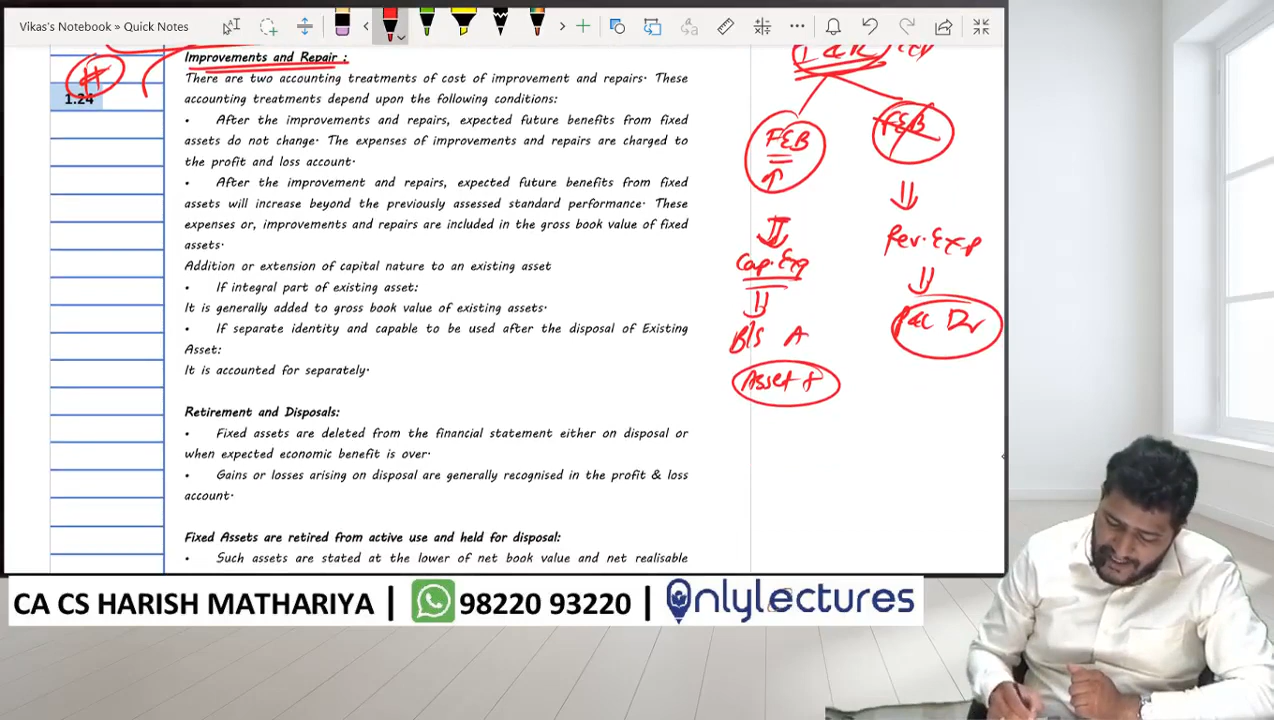 Vikas's Notebook » Quick Notes
Improvements and Repair :
1.24
There are two accounting treatments of cost of improvement and repairs. These
accounting treatments depend upon the following conditions:
• After the improvements and repairs, expected future benefits from fixed
assets do not change. The expenses of improvements and repairs are charged to
the profit and loss account.
• After the improvement and repairs, expected future benefits from fixed
assets will increase beyond the previously assessed standard performance. These
expenses or, improvements and repairs are included in the gross book value of fixed
assets.
Addition or extension of capital nature to an existing asset
• If integral part of existing asset:
It is generally added to gross book value of existing assets.
• If separate identity and capable to be used after the disposal of Existing
Asset:
It is accounted for separately.
Retirement and Disposals:
• Fixed assets are deleted from the financial statement either on disposal or
when expected economic benefit is over.
• Gains or losses arising on disposal are generally recognised in the profit & loss
account.
Fixed Assets are retired from active use and held for disposal:
• Such assets are stated at the lower of net book value and net realisable
FEB
FEB
Cap. Exp
Rev. Exp
B/S A
P&L Dr
Asset
CA CS HARISH MATHARIYA | 98220 93220 | Onlylectures